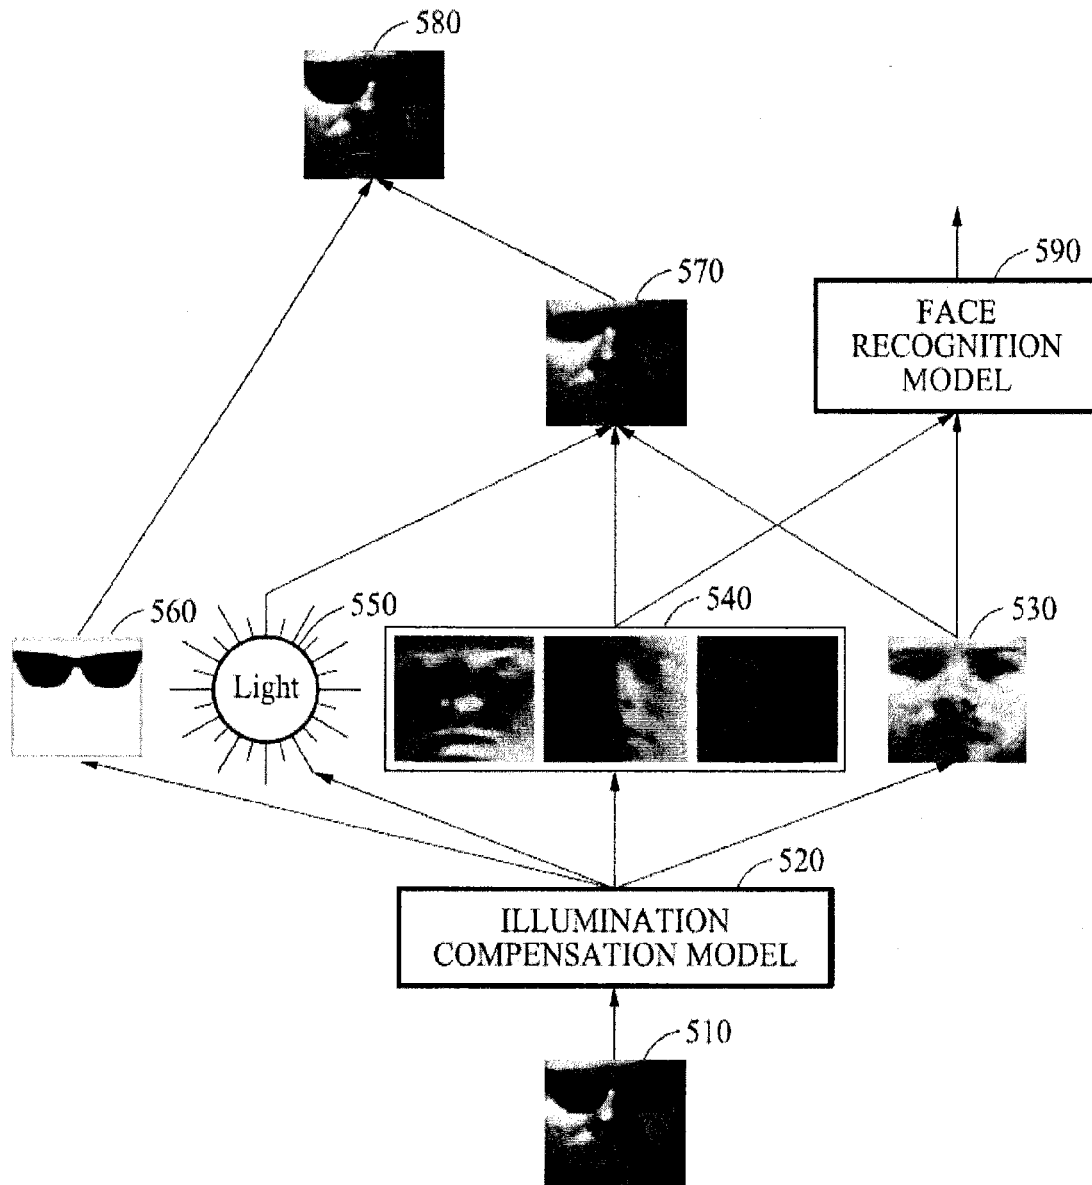 580
570
590
FACE
RECOGNITION
MODEL
560
550
540
530
Light
520
ILLUMINATION
COMPENSATION MODEL
510